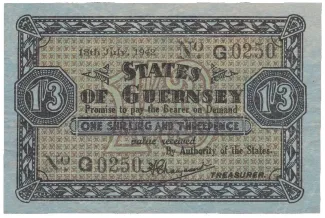 18th July, 1942. No G0250
STATES
OF GUERNSEY
1/3 1/3
Promise to pay the Bearer on Demand
ONE SHILLING AND THREEPENCE
value received
By Authority of the States.
No G0250
TREASURER.